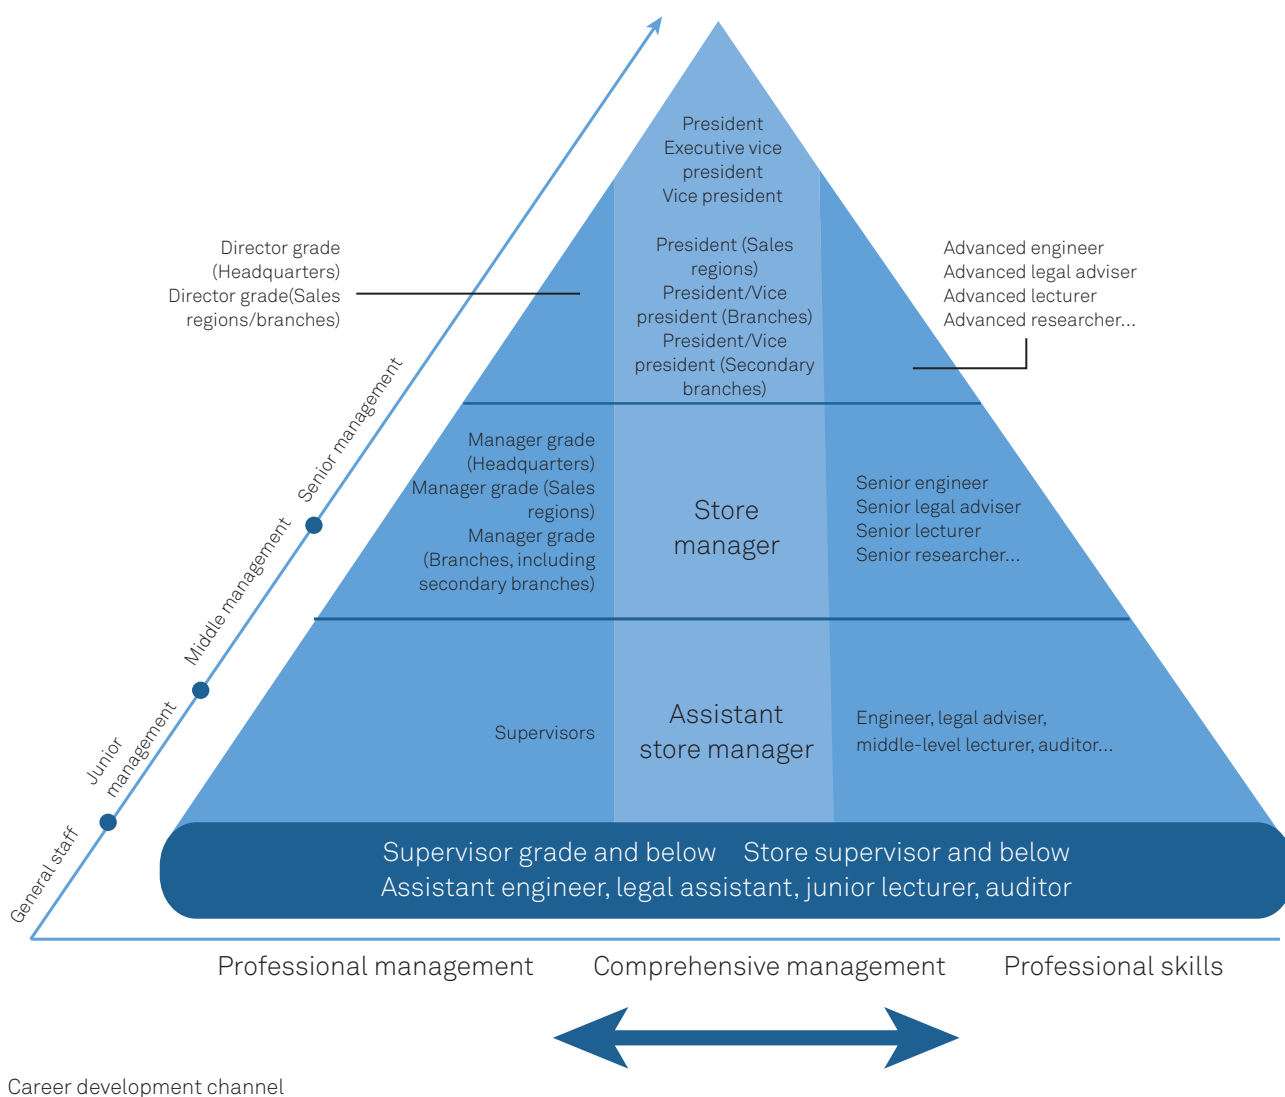 President
Executive vice
president
Vice president
President (Sales
regions)
President/Vice
president (Branches)
President/Vice
president (Secondary
branches)
Director grade
(Headquarters)
Director grade(Sales
regions/branches)
Advanced engineer
Advanced legal adviser
Advanced lecturer
Advanced researcher...
Senior management
Manager grade
(Headquarters)
Manager grade (Sales
regions)
Manager grade
(Branches, including
secondary branches)
Store
manager
Senior engineer
Senior legal adviser
Senior lecturer
Senior researcher...
Middle management
Supervisors
Assistant
store manager
Engineer, legal adviser,
middle-level lecturer, auditor...
Junior
management
General staff
Supervisor grade and below Store supervisor and below
Assistant engineer, legal assistant, junior lecturer, auditor
Professional management
Comprehensive management
Professional skills
Career development channel